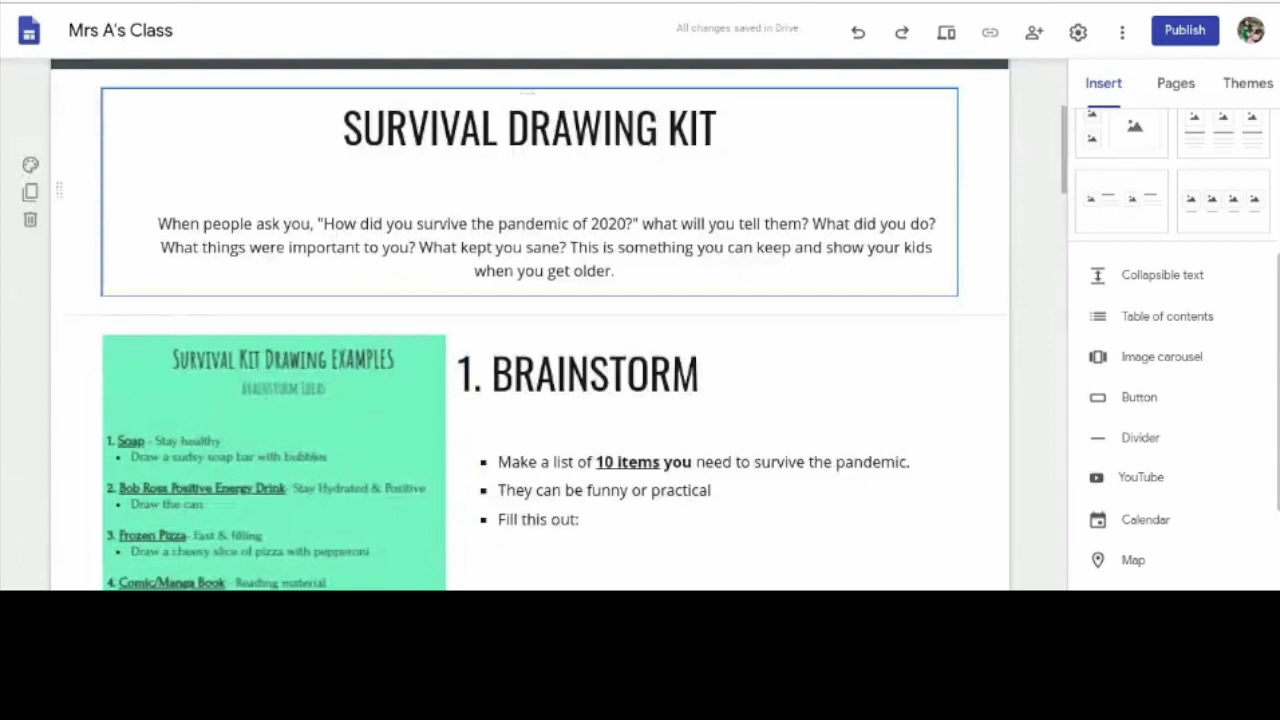 Mrs A's Class
All changes saved in Drive
Publish
Insert
Pages
Themes
SURVIVAL DRAWING KIT
When people ask you, "How did you survive the pandemic of 2020?" what will you tell them? What did you do?
What things were important to you? What kept you sane? This is something you can keep and show your kids
when you get older.
SURVIVAL KIT DRAWING EXAMPLES
BRAINSTORM IDEAS
1. Soap - Stay healthy
• Draw a sudsy soap bar with bubbles
2. Bob Ross Positive Energy Drink- Stay Hydrated & Positive
• Draw the can
3. Frozen Pizza- Fast & filling
• Draw a cheesy slice of pizza with pepperoni
4. Comic/Manga Book - Reading material
1. BRAINSTORM
▪ Make a list of 10 items you need to survive the pandemic.
▪ They can be funny or practical
▪ Fill this out:
Collapsible text
Table of contents
Image carousel
Button
Divider
YouTube
Calendar
Map